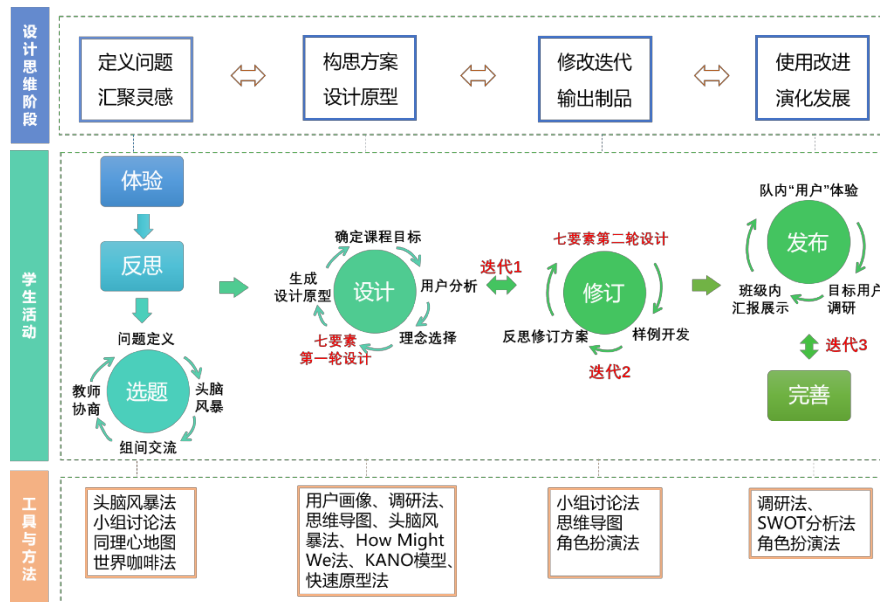 设计思维阶段
定义问题
汇聚灵感
构思方案
设计原型
修改迭代
输出制品
使用改进
演化发展
学生活动
体验
反思
问题定义
选题
头脑
风暴
组间交流
教师
协商
确定课程目标
设计
用户分析
理念选择
七要素
第一轮设计
生成
设计原型
迭代1
七要素第二轮设计
修订
样例开发
反思修订方案
迭代2
队内“用户”体验
发布
目标用户
调研
班级内
汇报展示
迭代3
完善
工具与方法
头脑风暴法
小组讨论法
同理心地图
世界咖啡法
用户画像、调研法、
思维导图、头脑风
暴法、How Might
We法、KANO模型、
快速原型法
小组讨论法
思维导图
角色扮演法
调研法、
SWOT分析法
角色扮演法